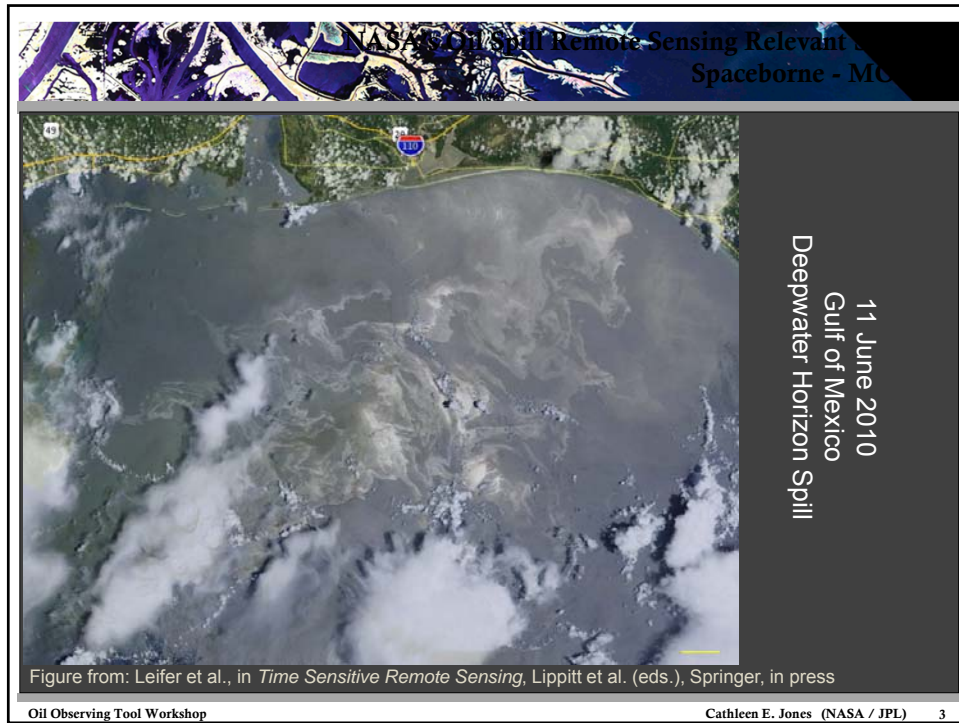 NASA's Oil Spill Remote Sensing Relevant
Spaceborne -
49
29
110
11 June 2010
Gulf of Mexico
Deepwater Horizon Spill
Figure from: Leifer et al., in Time Sensitive Remote Sensing, Lippitt et al. (eds.), Springer, in press
Oil Observing Tool Workshop
Cathleen E. Jones (NASA / JPL) 3